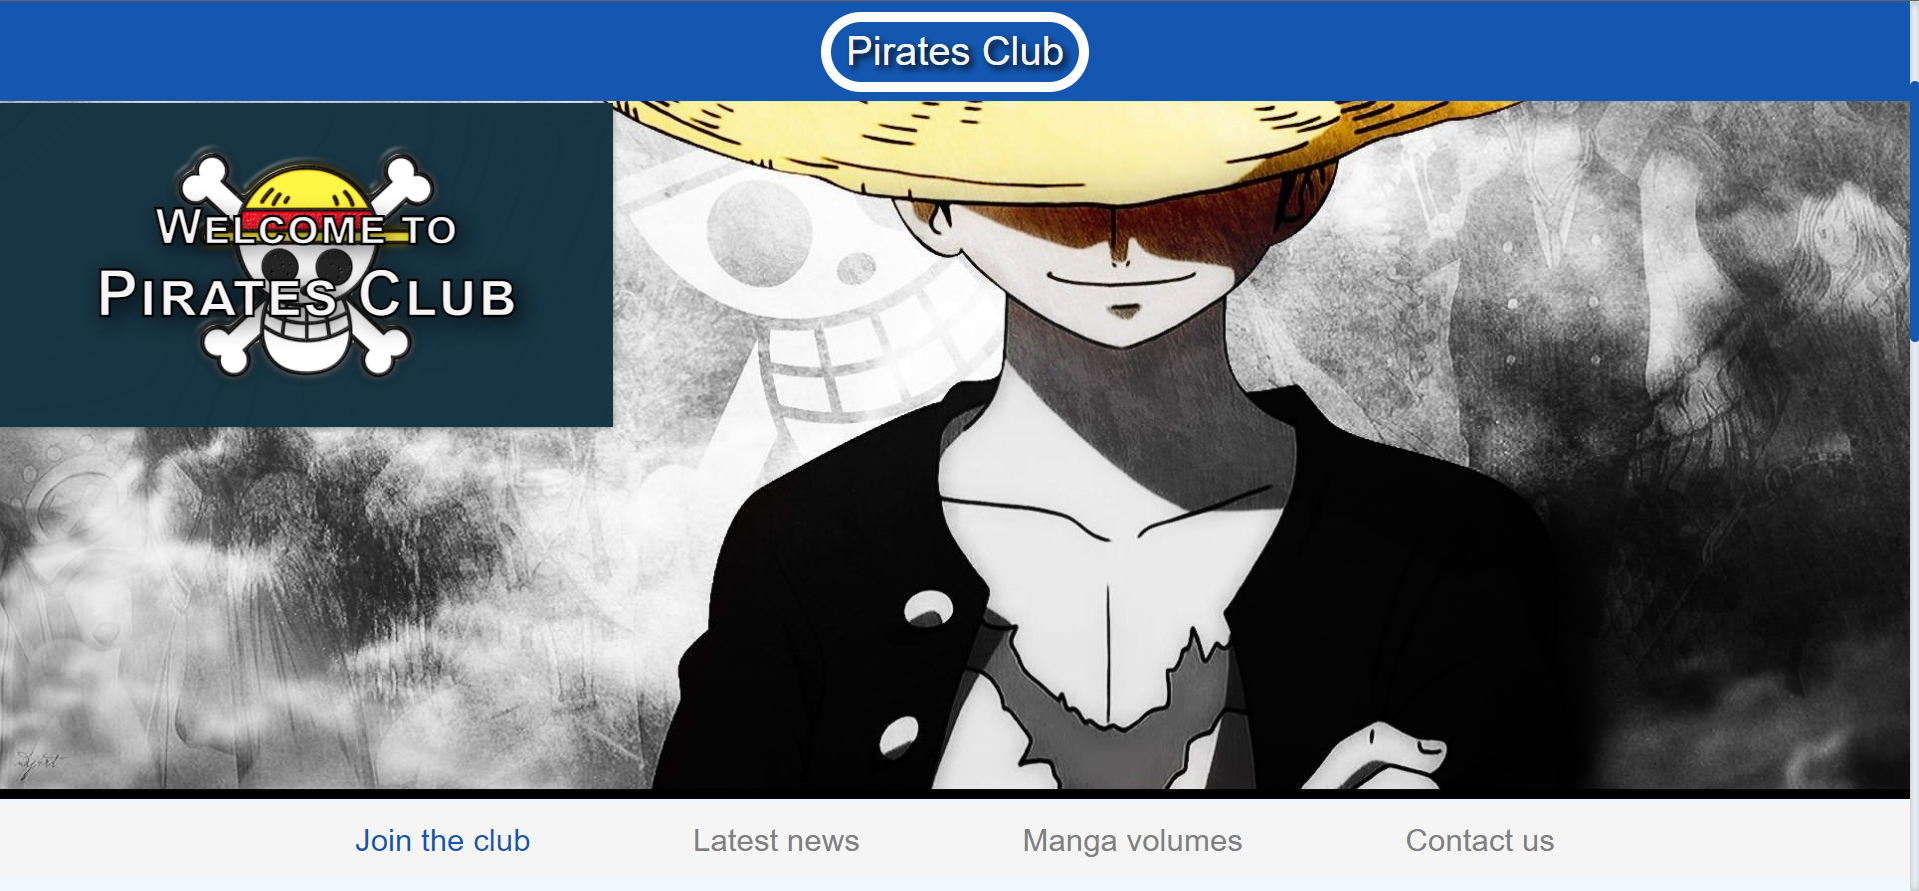 Pirates Club
Welcome to
Pirates Club
Join the club
Latest news
Manga volumes
Contact us